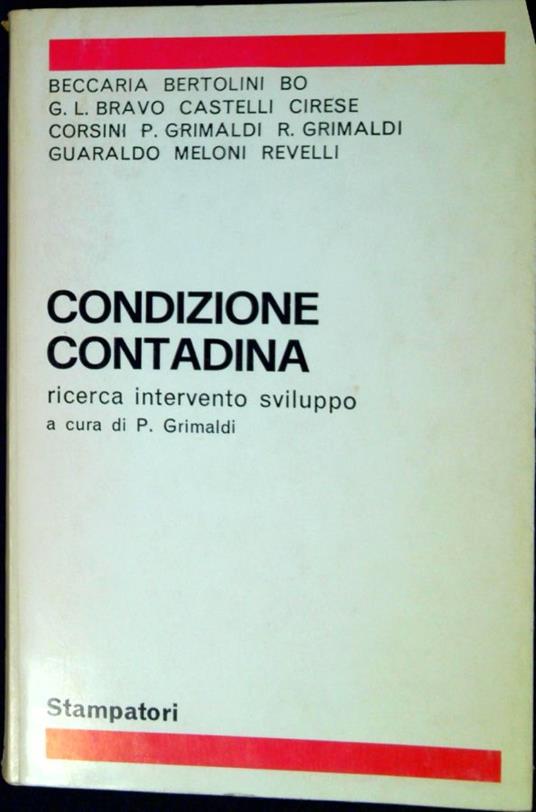 BECCARIA BERTOLINI BO
G. L. BRAVO CASTELLI CIRESE
CORSINI P. GRIMALDI R. GRIMALDI
GUARALDO MELONI REVELLI
CONDIZIONE
CONTADINA
ricerca intervento sviluppo
a cura di P. Grimaldi
Stampatori